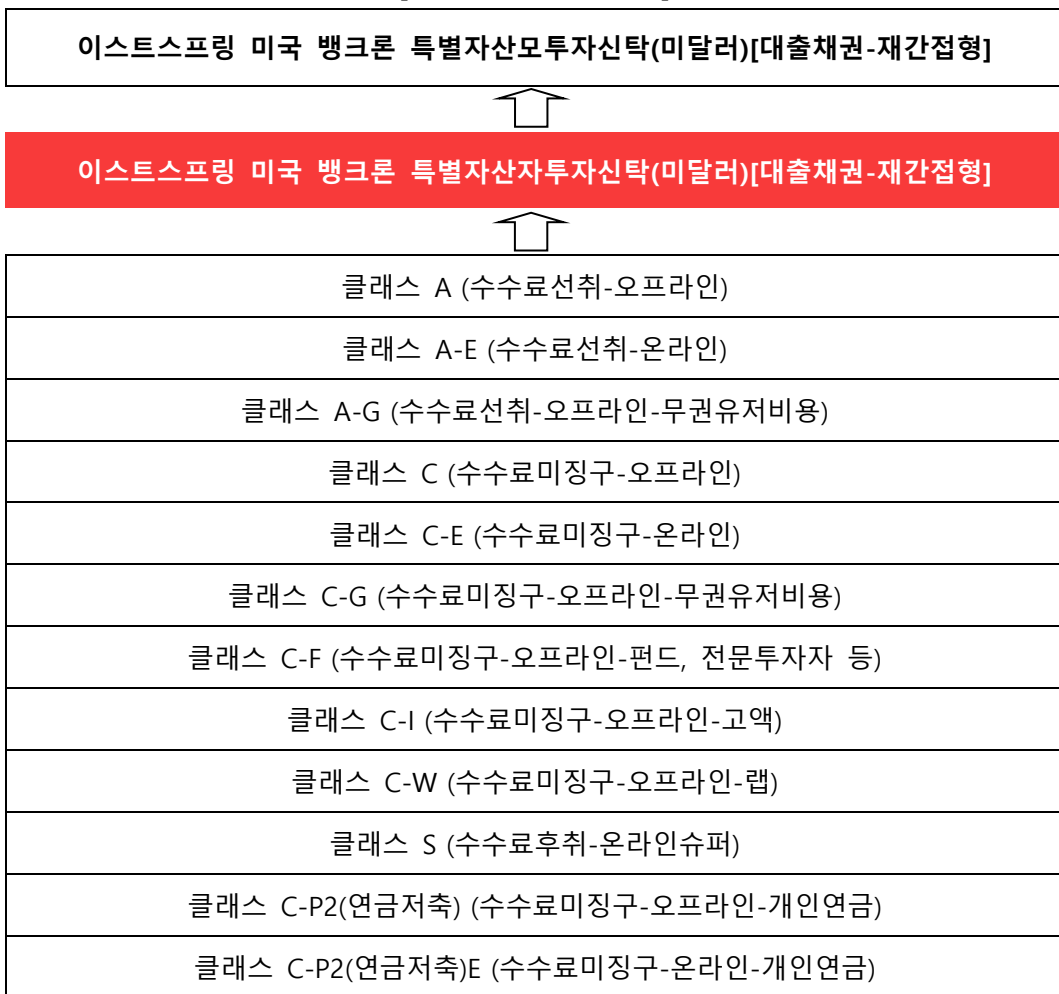 이스트스프링 미국 뱅크론 특별자산모투자신탁(미달러)[대출채권-재간접형]
이스트스프링 미국 뱅크론 특별자산자투자신탁(미달러)[대출채권-재간접형]
클래스 A (수수료선취-오프라인)
클래스 A-E (수수료선취-온라인)
클래스 A-G (수수료선취-오프라인-무권유저비용)
클래스 C (수수료미징구-오프라인)
클래스 C-E (수수료미징구-온라인)
클래스 C-G (수수료미징구-오프라인-무권유저비용)
클래스 C-F (수수료미징구-오프라인-펀드, 전문투자자 등)
클래스 C-I (수수료미징구-오프라인-고액)
클래스 C-W (수수료미징구-오프라인-랩)
클래스 S (수수료후취-온라인슈퍼)
클래스 C-P2(연금저축) (수수료미징구-오프라인-개인연금)
클래스 C-P2(연금저축)E (수수료미징구-온라인-개인연금)